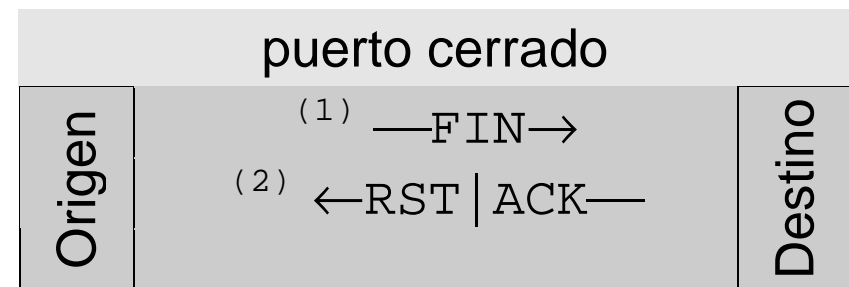 puerto cerrado
Origen
(1) —FIN→
(2) ←RST|ACK—
Destino